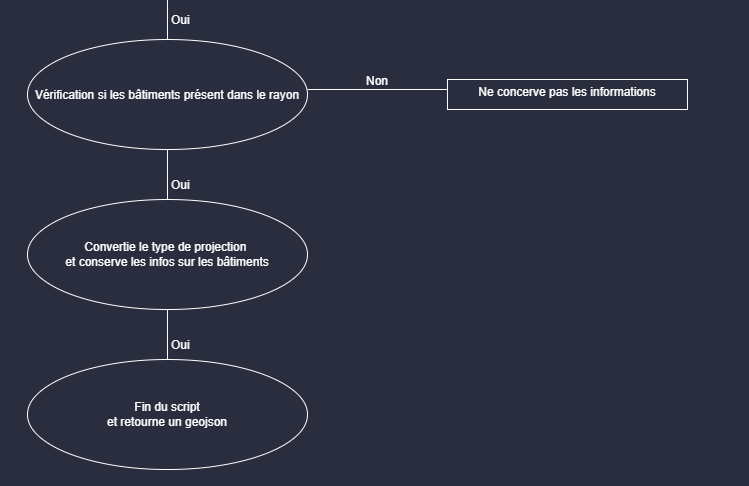 Oui
Vérification si les bâtiments présent dans le rayon
Non
Ne concerve pas les informations
Oui
Convertie le type de projection
et conserve les infos sur les bâtiments
Oui
Fin du script
et retourne un geojson